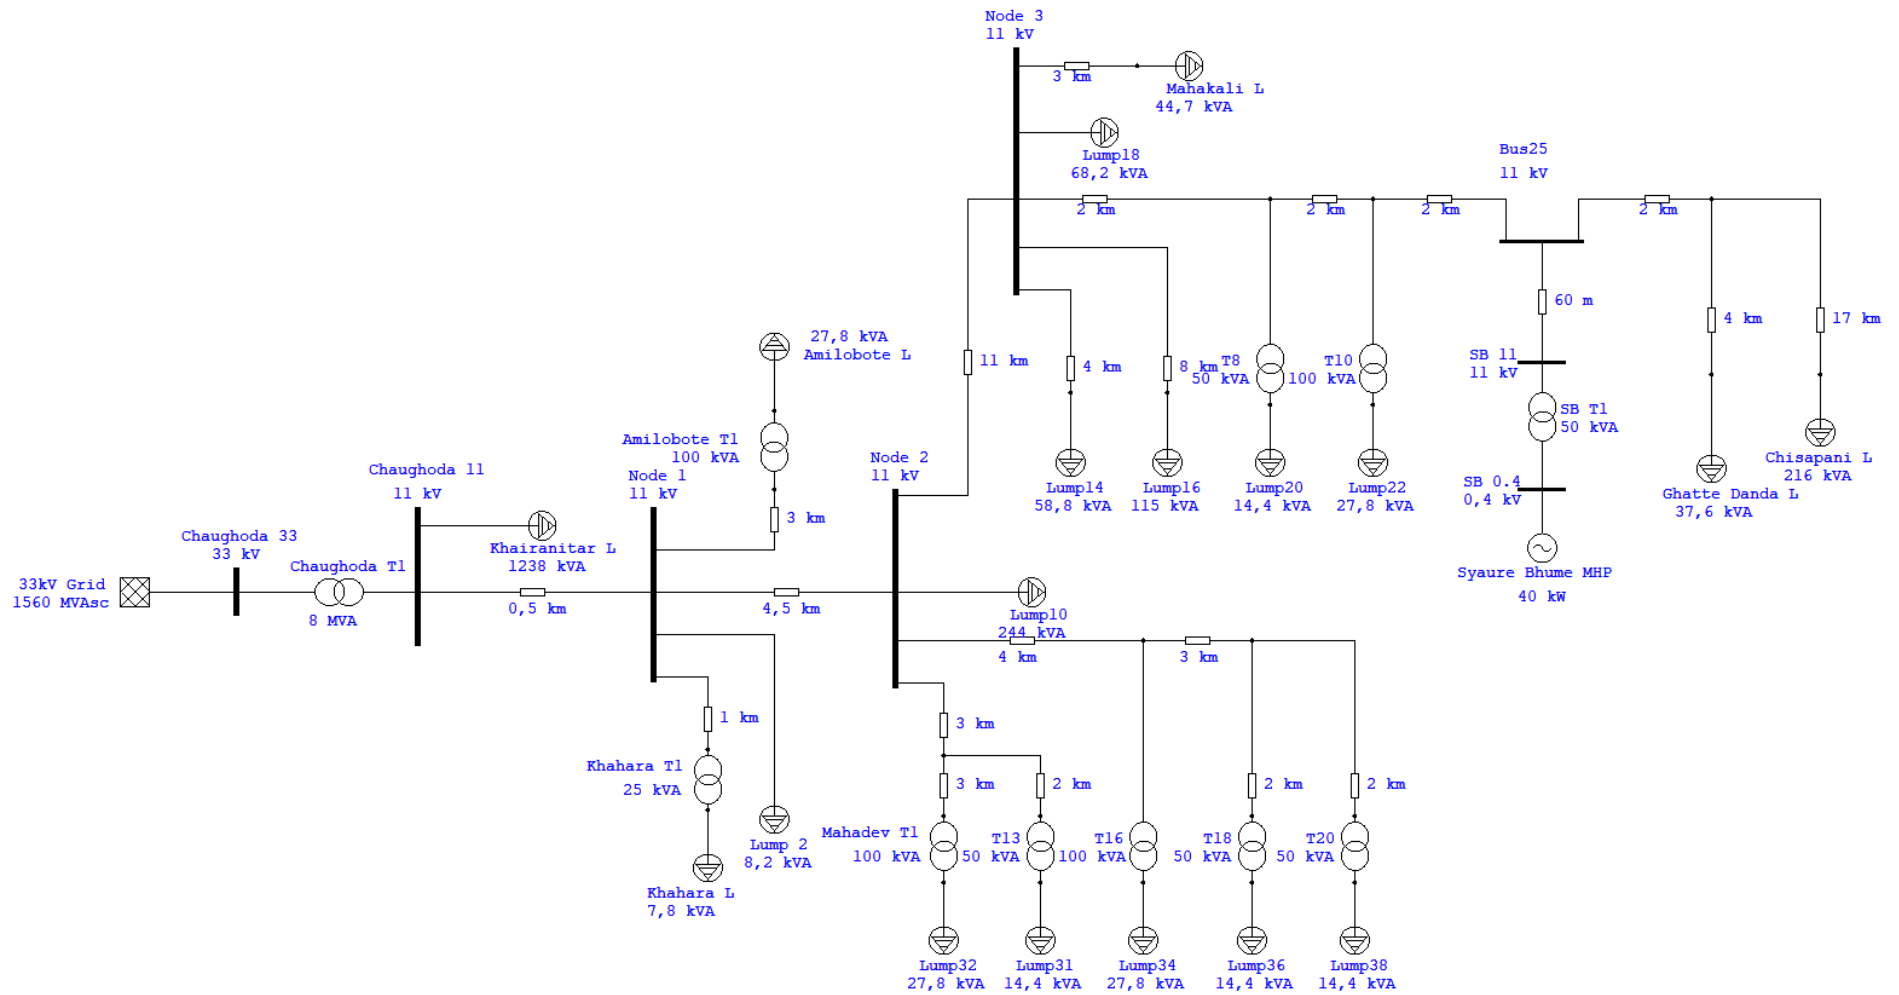 Node 3
11 kV
3 km
Mahakali L
44,7 kVA
Lump18
68,2 kVA
Bus25
11 kV
2 km
2 km
2 km
2 km
60 m
4 km
17 km
27,8 kVA
Amilobote L
11 km
4 km
8 km
T8
50 kVA
T10
100 kVA
SB 11
11 kV
SB T1
50 kVA
Amilobote T1
100 kVA
Node 1
11 kV
Node 2
11 kV
Chaughoda 11
11 kV
Lump14
58,8 kVA
Lump16
115 kVA
Lump20
14,4 kVA
Lump22
27,8 kVA
SB 0.4
0,4 kV
Ghatte Danda L
37,6 kVA
Chisapani L
216 kVA
3 km
Chaughoda 33
33 kV
Khairanitar L
1238 kVA
Chaughoda T1
8 MVA
33kV Grid
1560 MVAsc
0,5 km
4,5 km
Lump10
244 kVA
Syaure Bhume MHP
40 kW
4 km
3 km
1 km
3 km
Khahara T1
25 kVA
3 km
2 km
2 km
2 km
Mahadev T1
100 kVA
T13
50 kVA
T16
100 kVA
T18
50 kVA
T20
50 kVA
Lump 2
8,2 kVA
Khahara L
7,8 kVA
Lump32
27,8 kVA
Lump31
14,4 kVA
Lump34
27,8 kVA
Lump36
14,4 kVA
Lump38
14,4 kVA